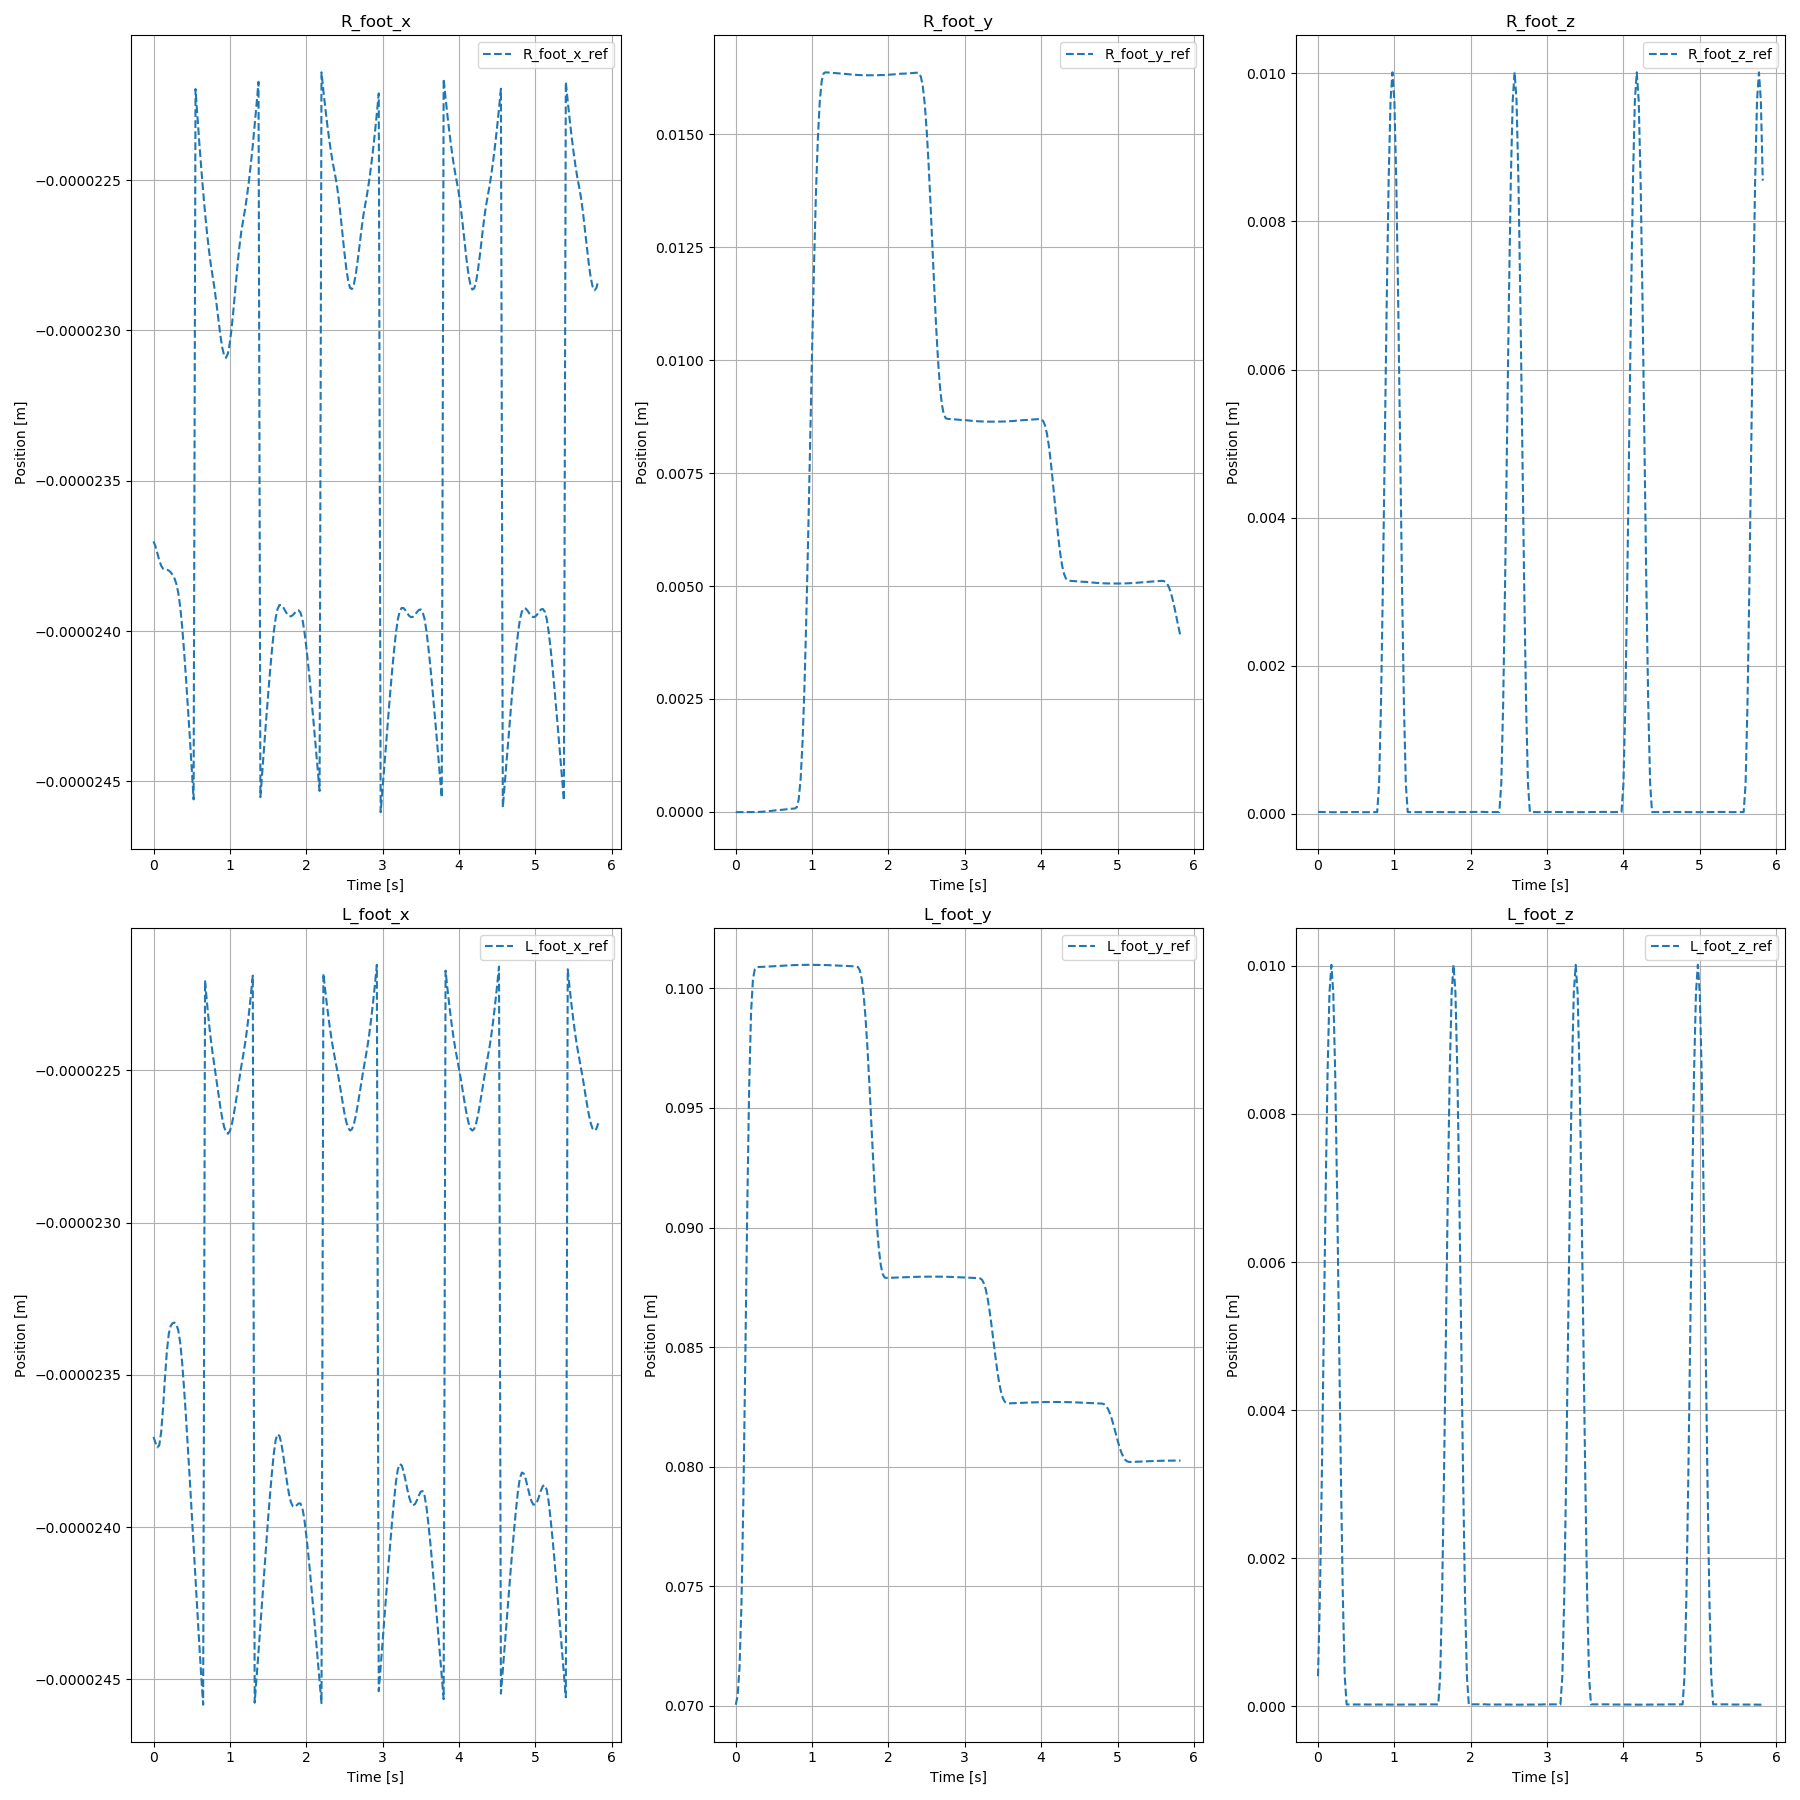 R_foot_x
R_foot_x_ref
−0.0000225
−0.0000230
−0.0000235
−0.0000240
−0.0000245
Position [m]
0 1 2 3 4 5 6
Time [s]
R_foot_y
R_foot_y_ref
0.0150
0.0125
0.0100
0.0075
0.0050
0.0025
0.0000
Position [m]
0 1 2 3 4 5 6
Time [s]
R_foot_z
R_foot_z_ref
0.010
0.008
0.006
0.004
0.002
0.000
Position [m]
0 1 2 3 4 5 6
Time [s]
L_foot_x
L_foot_x_ref
−0.0000225
−0.0000230
−0.0000235
−0.0000240
−0.0000245
Position [m]
0 1 2 3 4 5 6
Time [s]
L_foot_y
L_foot_y_ref
0.100
0.095
0.090
0.085
0.080
0.075
0.070
Position [m]
0 1 2 3 4 5 6
Time [s]
L_foot_z
L_foot_z_ref
0.010
0.008
0.006
0.004
0.002
0.000
Position [m]
0 1 2 3 4 5 6
Time [s]